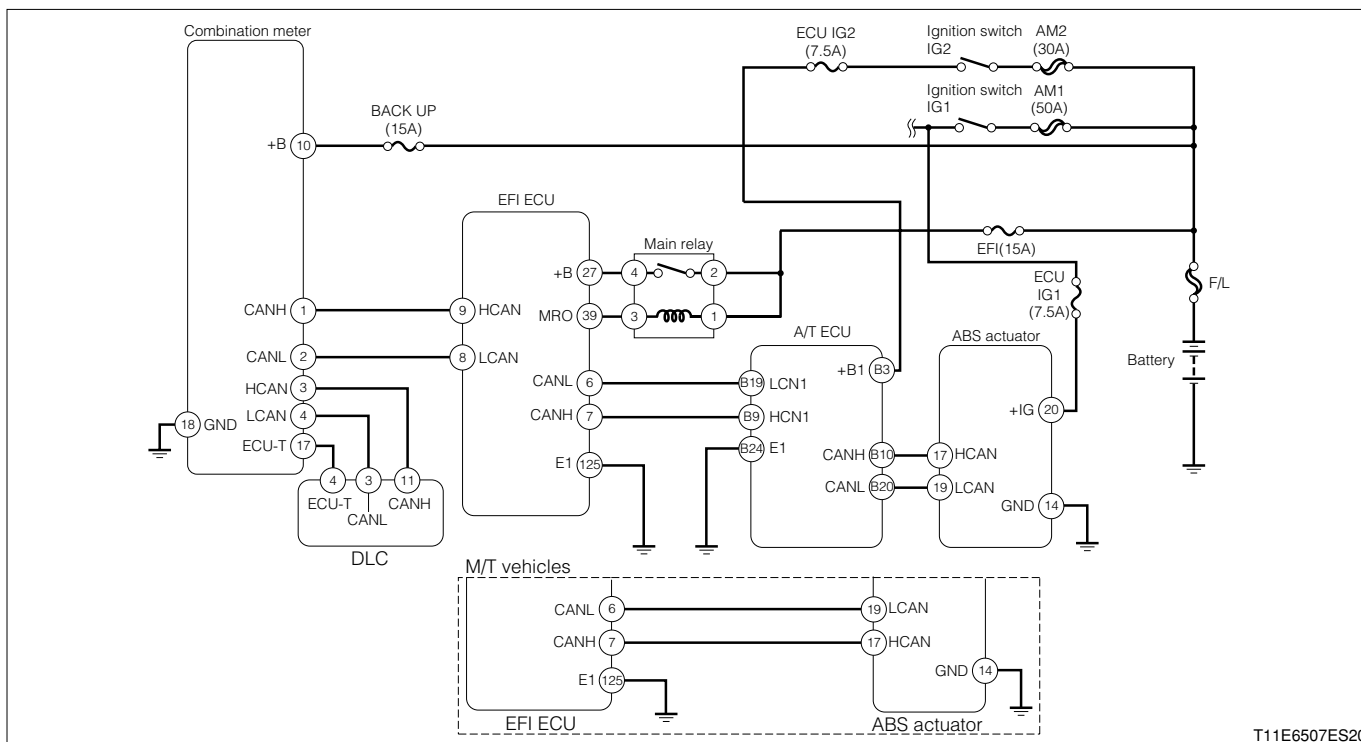 Combination meter
ECU IG2
(7.5A)
Ignition switch
IG2
AM2
(30A)
Ignition switch
IG1
AM1
(50A)
BACK UP
(15A)
+B 10
EFI ECU
Main relay
EFI(15A)
+B 27 4 2
F/L
ECU
IG1
(7.5A)
CANH 1 9 HCAN
MRO 39 3 1
A/T ECU
ABS actuator
CANL 2 8 LCAN
Battery
+B1 B3
HCAN 3
CANL 6 B19 LCN1
LCAN 4
CANH 7 B9 HCN1
+IG 20
18 GND
ECU-T 17
B24 E1
CANH B10 17 HCAN
E1 125
4 3 11
CANL B20 19 LCAN
ECU-T CANH
CANL
GND 14
DLC
M/T vehicles
CANL 6 19 LCAN
CANH 7 17 HCAN
GND 14
E1 125
EFI ECU
ABS actuator
T11E6507ES20